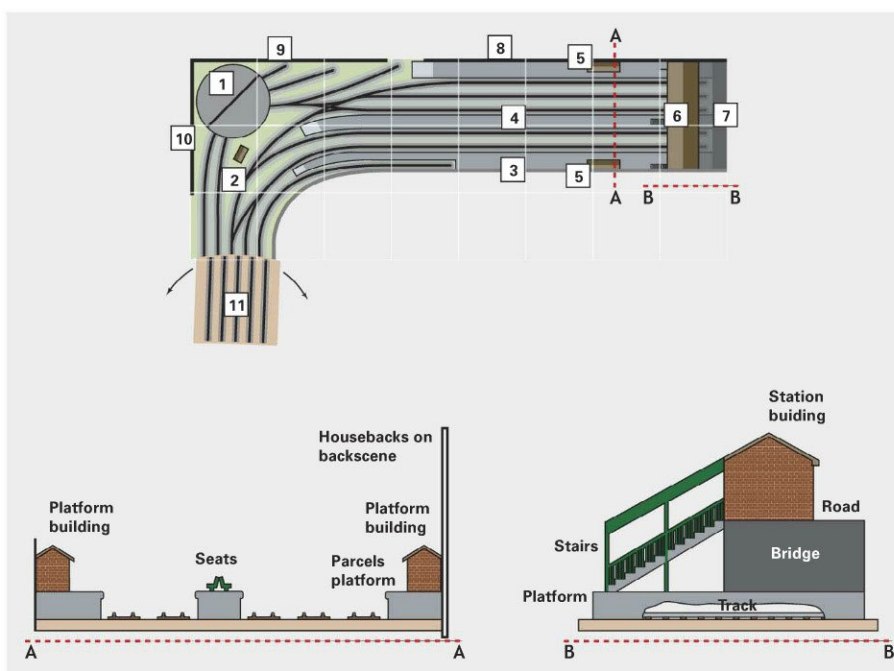 A
9
8
5
1
4
6
7
10
2
3
5
A
B
B
11
Housebacks on
backscene
Platform
building
Platform
building
Seats
Parcels
platform
A
A
Station
buiding
Road
Stairs
Bridge
Platform
Track
B
B